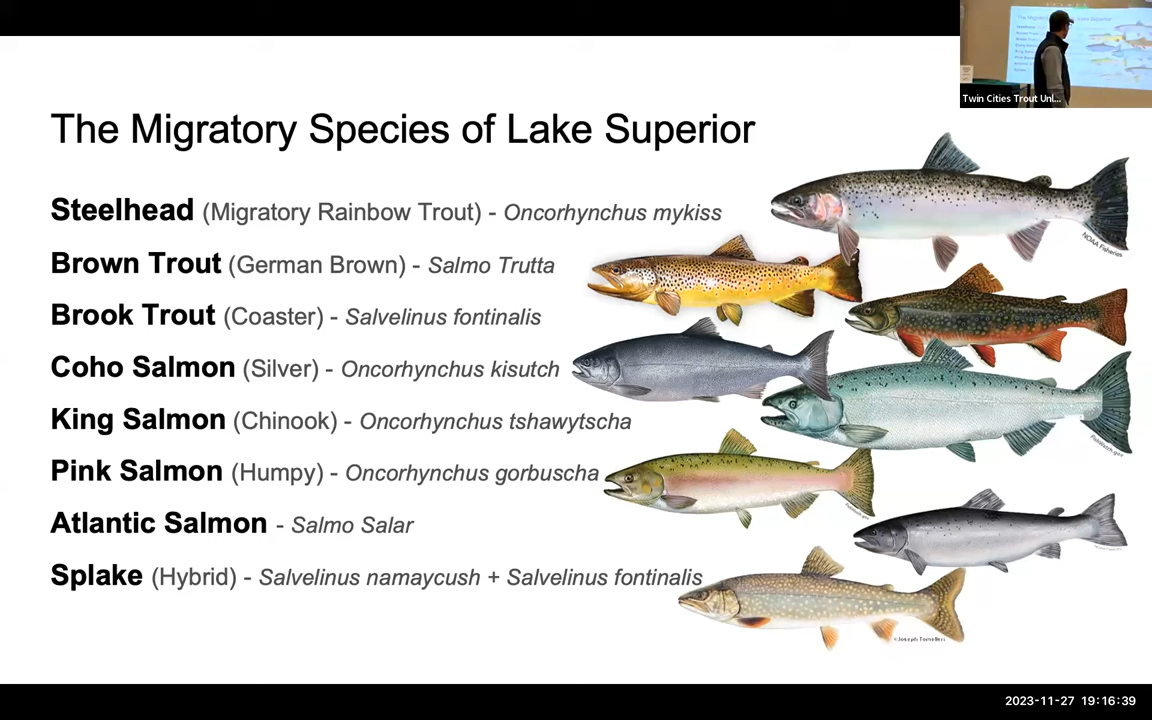 Twin Cities Trout Unl...
The Migratory Species of Lake Superior
Steelhead (Migratory Rainbow Trout) - Oncorhynchus mykiss
NOAA Fisheries
Brown Trout (German Brown) - Salmo Trutta
Brook Trout (Coaster) - Salvelinus fontinalis
Coho Salmon (Silver) - Oncorhynchus kisutch
King Salmon (Chinook) - Oncorhynchus tshawytscha
Pink Salmon (Humpy) - Oncorhynchus gorbuscha
Atlantic Salmon - Salmo Salar
NOAA Fisheries
Splake (Hybrid) - Salvelinus namaycush + Salvelinus fontinalis
2023-11-27 19:16:39